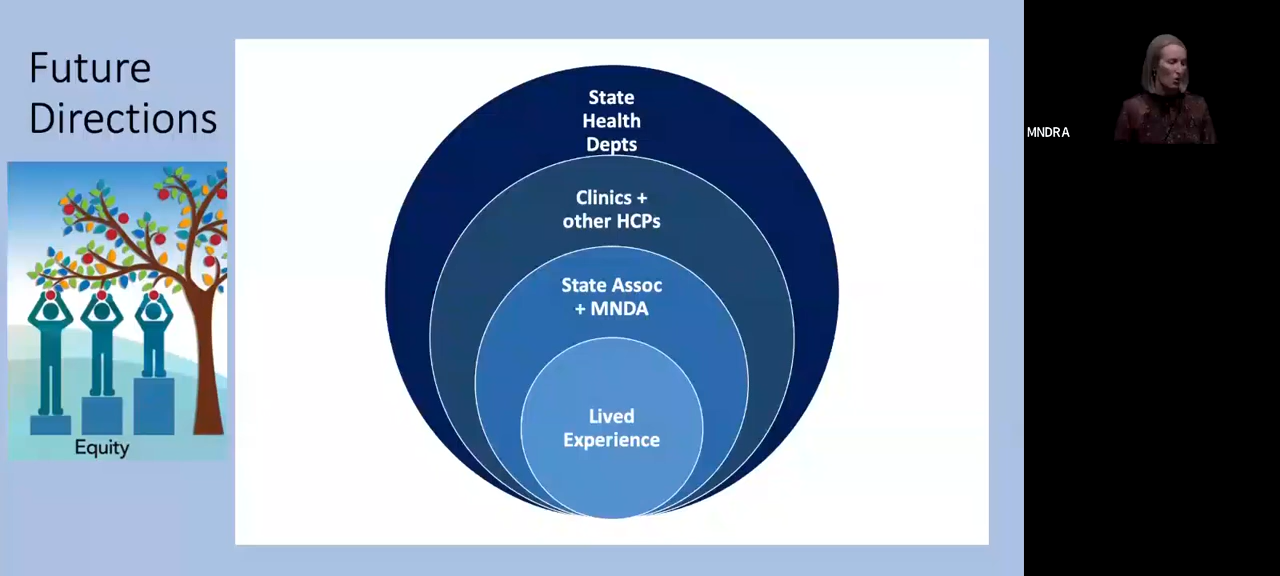 Future
Directions
State
Health
Depts
Clinics +
other HCPs
State Assoc
+ MNDA
Lived
Experience
Equity
MNDRA